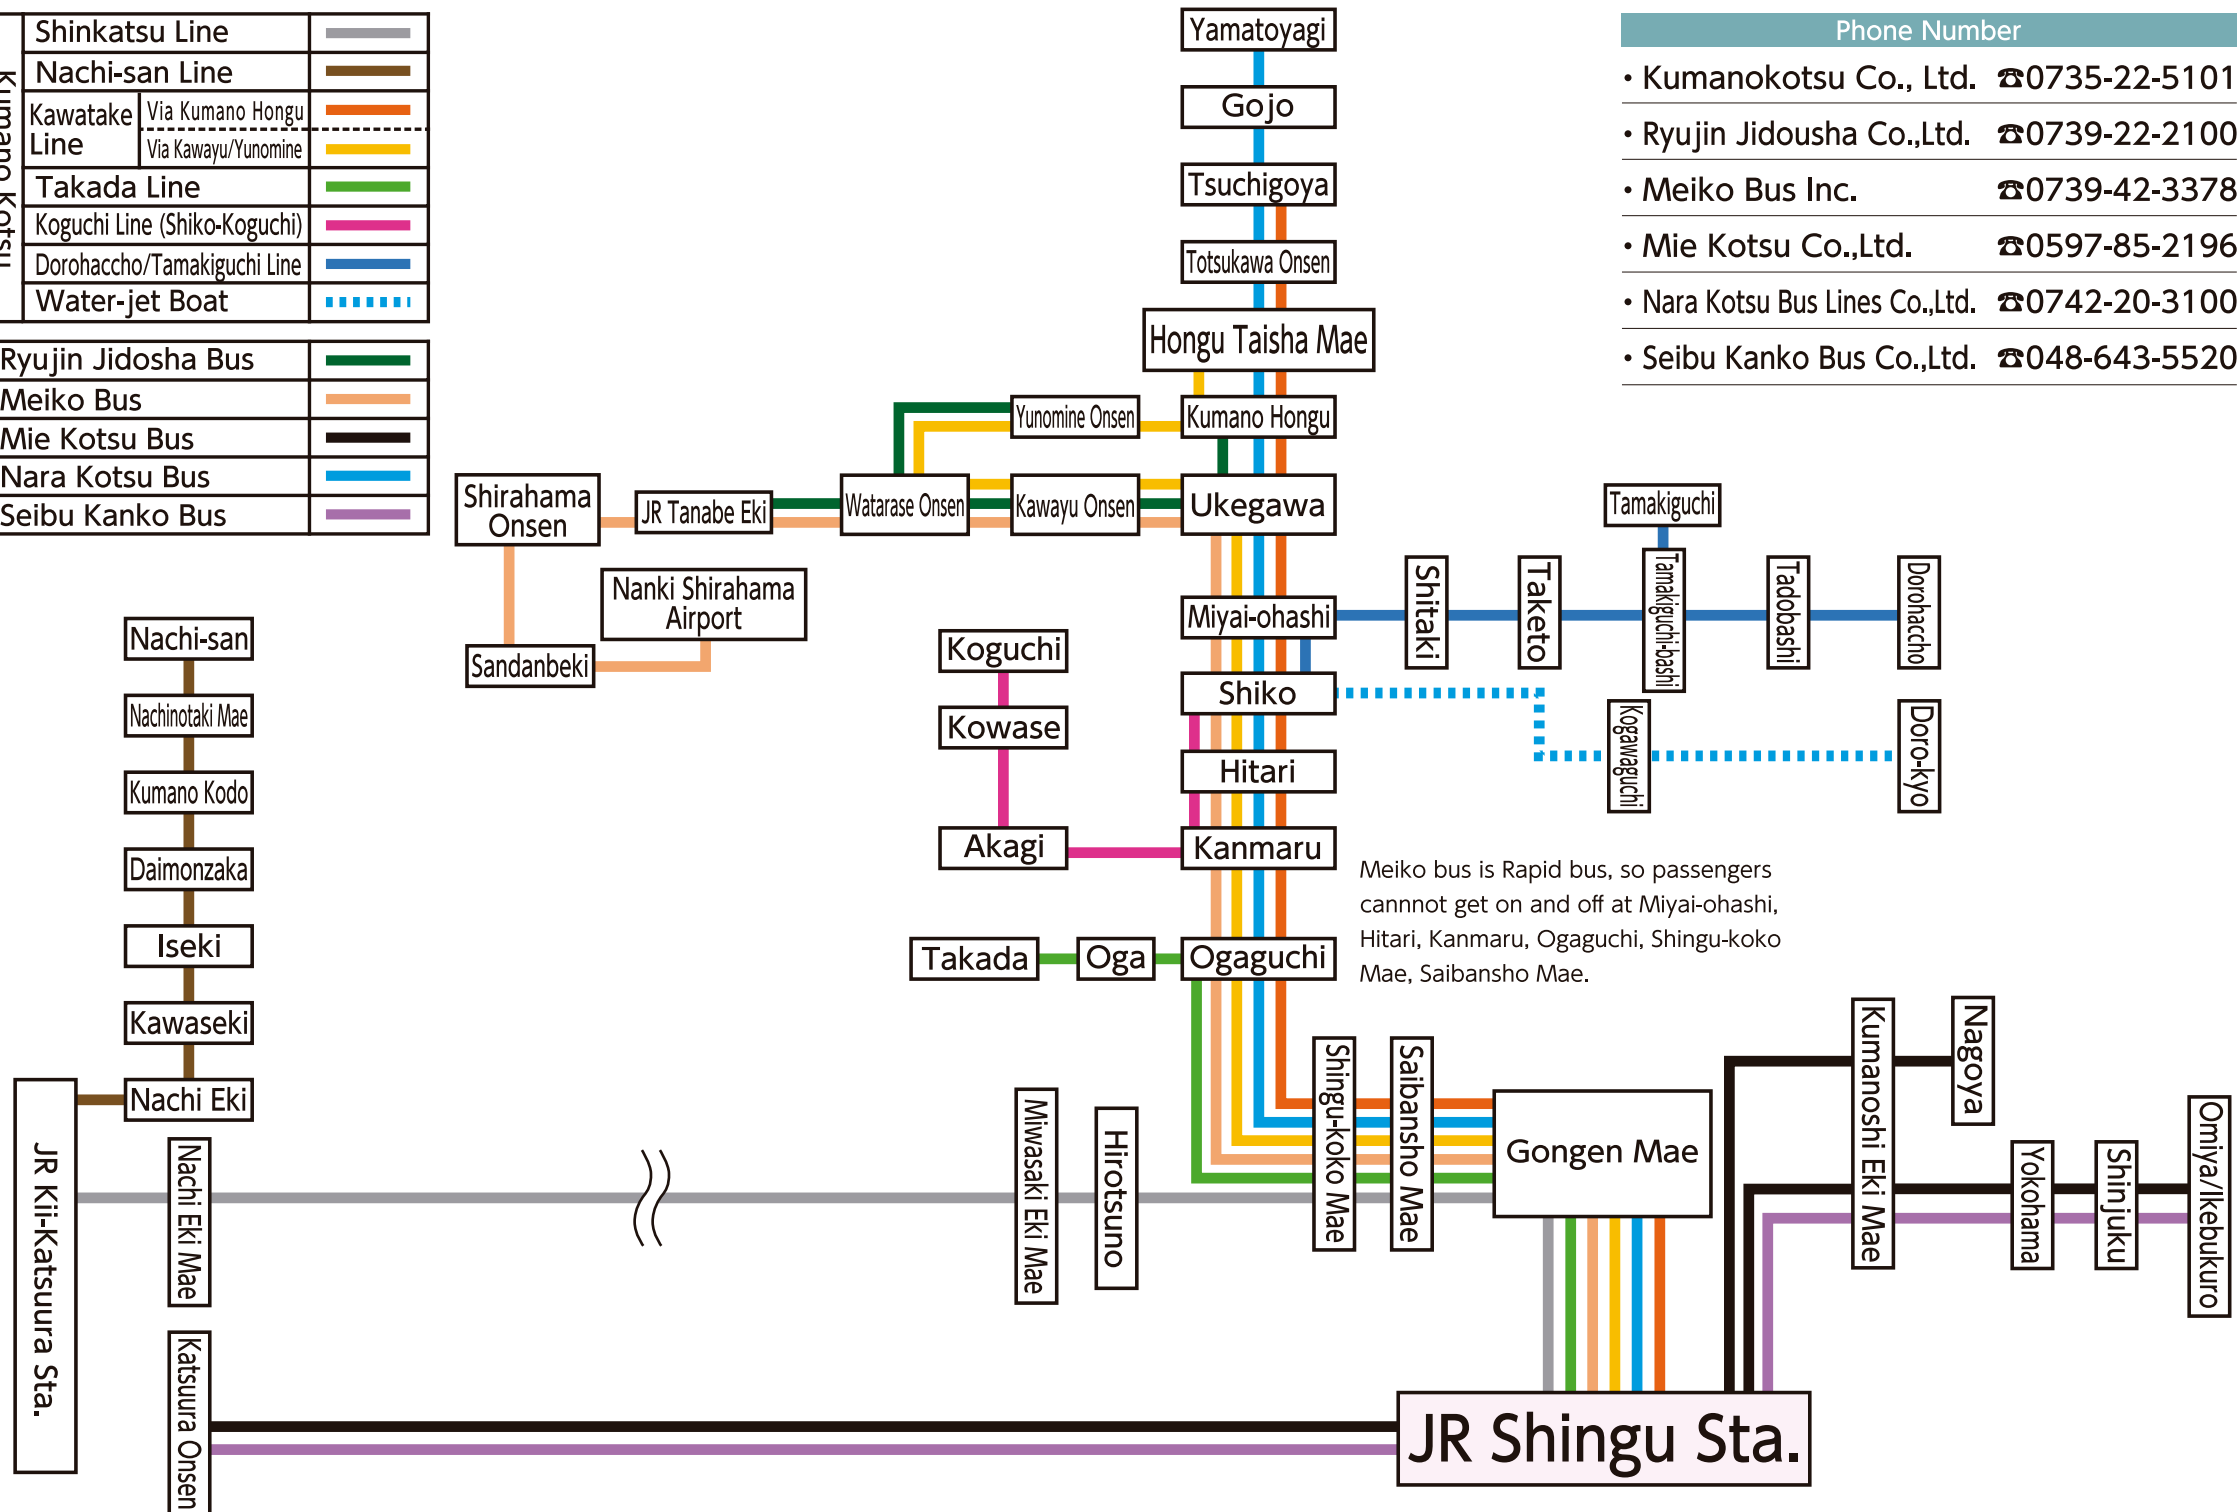 Kumano Kotsu
Shinkatsu Line
Nachi-san Line
Kawatake
Line
Via Kumano Hongu
Via Kawayu/Yunomine
Takada Line
Koguchi Line (Shiko-Koguchi)
Dorohaccho/Tamakiguchi Line
Water-jet Boat
Ryujin Jidosha Bus
Meiko Bus
Mie Kotsu Bus
Nara Kotsu Bus
Seibu Kanko Bus
Phone Number
• Kumanokotsu Co., Ltd. ☎0735-22-5101
• Ryujin Jidousha Co.,Ltd. ☎0739-22-2100
• Meiko Bus Inc. ☎0739-42-3378
• Mie Kotsu Co.,Ltd. ☎0597-85-2196
• Nara Kotsu Bus Lines Co.,Ltd. ☎0742-20-3100
• Seibu Kanko Bus Co.,Ltd. ☎048-643-5520
Yamatoyagi
Gojo
Tsuchigoya
Totsukawa Onsen
Hongu Taisha Mae
Yunomine Onsen
Kumano Hongu
Shirahama
Onsen
JR Tanabe Eki
Watarase Onsen
Kawayu Onsen
Ukegawa
Nanki Shirahama
Airport
Sandanbeki
Miyai-ohashi
Shitaki
Taketo
Tamakiguchi
Tamakiguchi-bashi
Tadobashi
Dorohaccho
Shiko
Kogawaguchi
Doro-kyo
Koguchi
Kowase
Akagi
Hitari
Kanmaru
Meiko bus is Rapid bus, so passengers
cannnot get on and off at Miyai-ohashi,
Hitari, Kanmaru, Ogaguchi, Shingu-koko
Mae, Saibansho Mae.
Takada
Oga
Ogaguchi
Nachi-san
Nachinotaki Mae
Kumano Kodo
Daimonzaka
Iseki
Kawaseki
Nachi Eki
JR Kii-Katsuura Sta.
Nachi Eki Mae
Katsuura Onsen
Miwasaki Eki Mae
Hirotsuno
Shingu-koko Mae
Saibansho Mae
Gongen Mae
Kumanoshi Eki Mae
Nagoya
Yokohama
Shinjuku
Omiya/Ikebukuro
JR Shingu Sta.